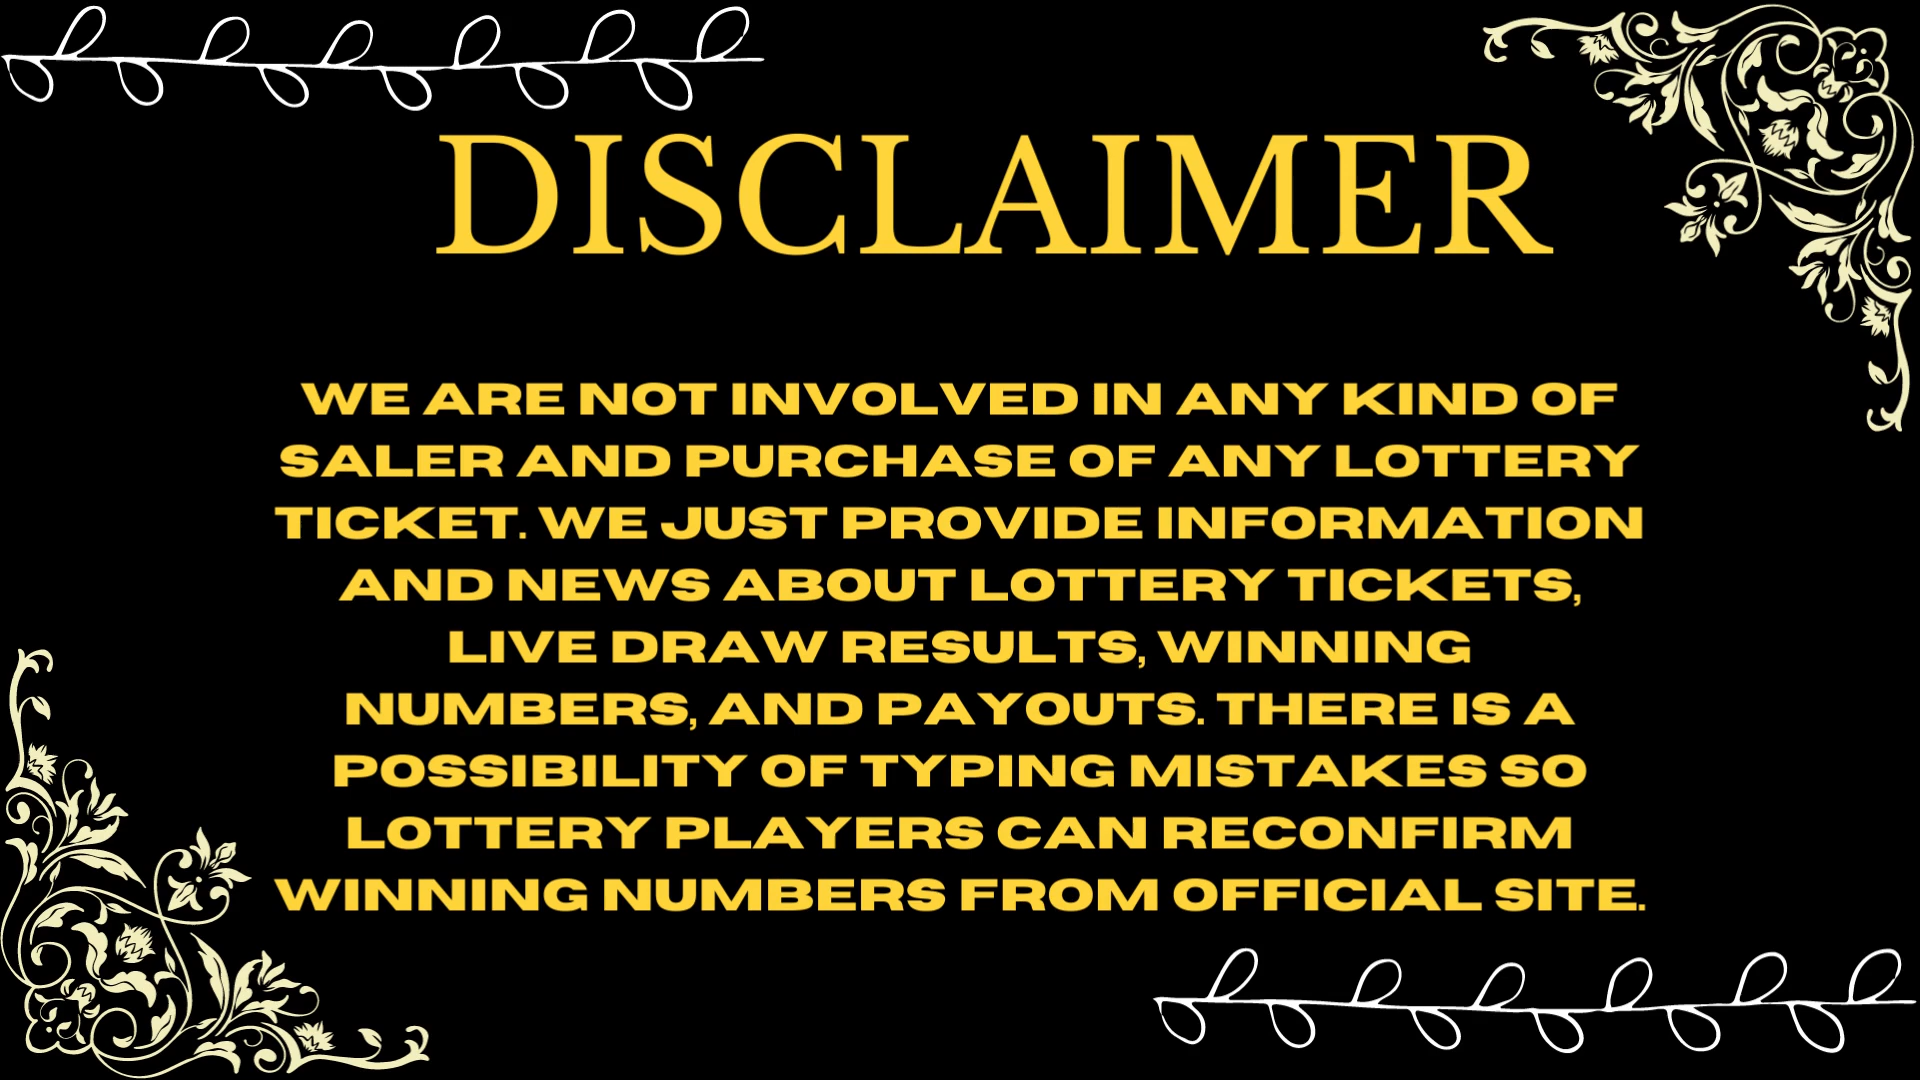 DISCLAIMER
WE ARE NOT INVOLVED IN ANY KIND OF
SALER AND PURCHASE OF ANY LOTTERY
TICKET. WE JUST PROVIDE INFORMATION
AND NEWS ABOUT LOTTERY TICKETS,
LIVE DRAW RESULTS, WINNING
NUMBERS, AND PAYOUTS. THERE IS A
POSSIBILITY OF TYPING MISTAKES SO
LOTTERY PLAYERS CAN RECONFIRM
WINNING NUMBERS FROM OFFICIAL SITE.